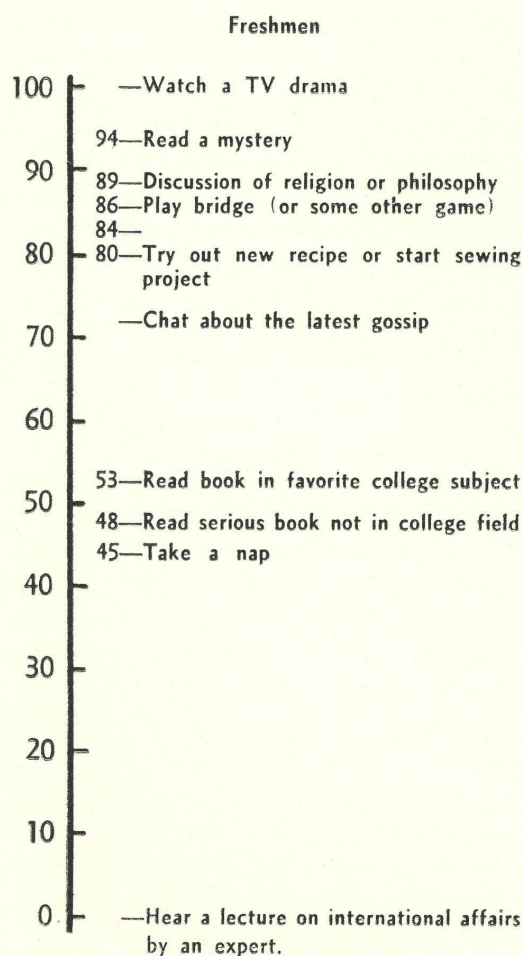 Freshmen
100 —Watch a TV drama
94—Read a mystery
90
89—Discussion of religion or philosophy
86—Play bridge (or some other game)
84—
80 80—Try out new recipe or start sewing
project
—Chat about the latest gossip
70
60
53—Read book in favorite college subject
50
48—Read serious book not in college field
45—Take a nap
40
30
20
10
0 —Hear a lecture on international affairs
by an expert.